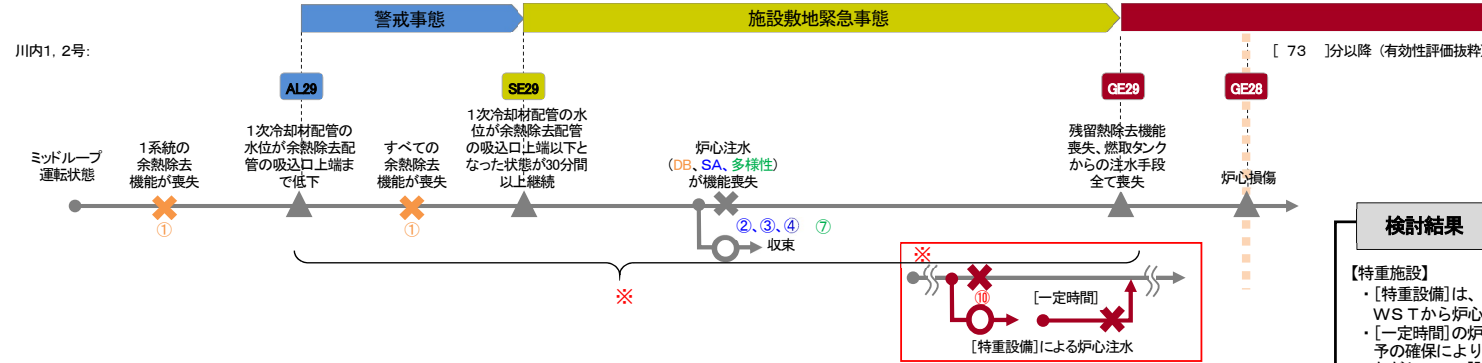 警戒事態
施設敷地緊急事態
川内1, 2号:
[ 73 ]分以降 (有効性評価抜粋)
AL29
SE29
GE29
GE28
ミッドループ
運転状態
1系統の
余熱除去
機能が喪失
1次冷却材配管の
水位が余熱除去配
管の吸込口上端ま
で低下
すべての
余熱除去
機能が喪失
1次冷却材配管の水
位が余熱除去配管
の吸込口上端以下と
なった状態が30分間
以上継続
炉心注水
(DB、SA、多様性)
が機能喪失
残留熱除去機能
喪失、燃取タンク
からの注水手段
全て喪失
炉心損傷
①
①
②、③、④ ⑦
収束
※
※
⑩
[一定時間]
[特重設備]による炉心注水
検討結果
【特重施設】
・[特重設備]は、
WSTから炉心
・[一定時間]の炉
予の確保により